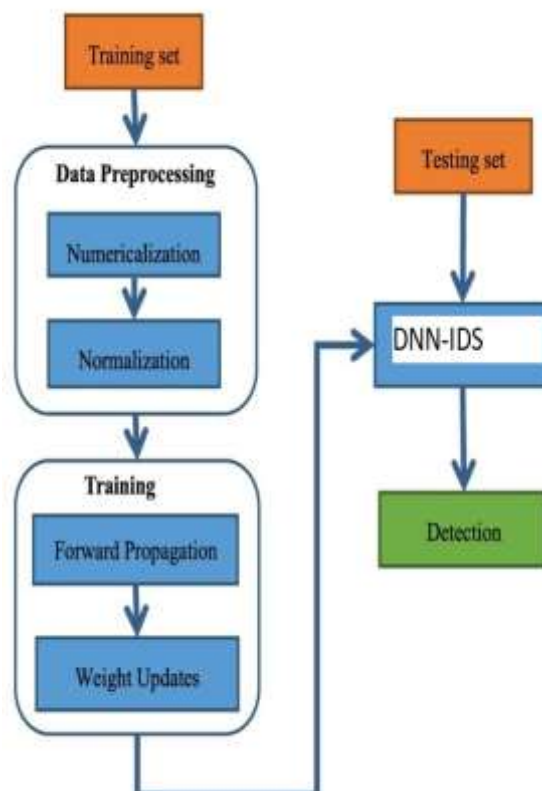 Training set
Data Preprocessing
Numericalization
Normalization
Training
Forward Propagation
Weight Updates
Testing set
DNN-IDS
Detection